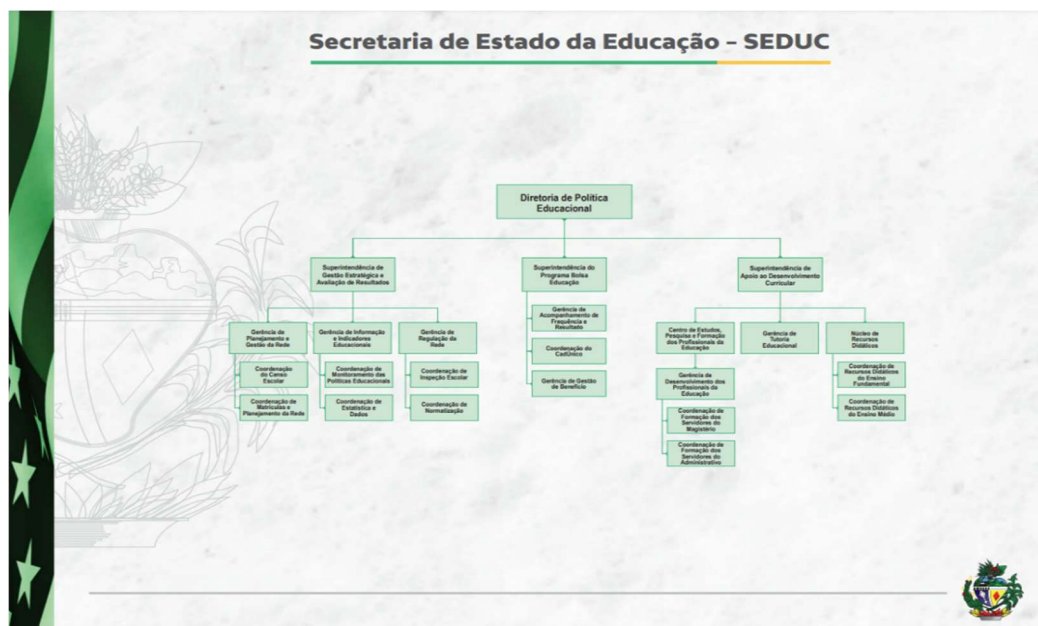 Secretaria de Estado da Educação – SEDUC
Diretoria de Política
Educacional
Superintendência de
Gestão Estratégica e
Avaliação de Resultados
Superintendência do
Programa Bolsa
Educação
Superintendência de
Apoio ao Desenvolvimento
Curricular
Gerência de
Planejamento e
Gestão da Rede
Coordenação
do Censo
Escolar
Coordenação de
Matrículas e
Planejamento da Rede
Gerência de Informação
e Indicadores
Educacionais
Coordenação de
Monitoramento das
Políticas Educacionais
Coordenação de
Estatística e
Dados
Gerência de
Regulação da
Rede
Coordenação de
Inspeção Escolar
Coordenação de
Normatização
Gerência de
Acompanhamento de
Frequência e
Resultado
Coordenação do
CadÚnico
Gerência de Gestão
de Benefício
Centro de Estudos,
Pesquisa e Formação
dos Profissionais da
Educação
Gerência de
Desenvolvimento dos
Profissionais da
Educação
Coordenação de
Formação dos
Servidores do
Magistério
Coordenação de
Formação dos
Servidores do
Administrativo
Gerência de
Tutoria
Educacional
Núcleo de
Recursos
Didáticos
Coordenação de
Recursos Didáticos
do Ensino
Fundamental
Coordenação de
Recursos Didáticos
do Ensino Médio